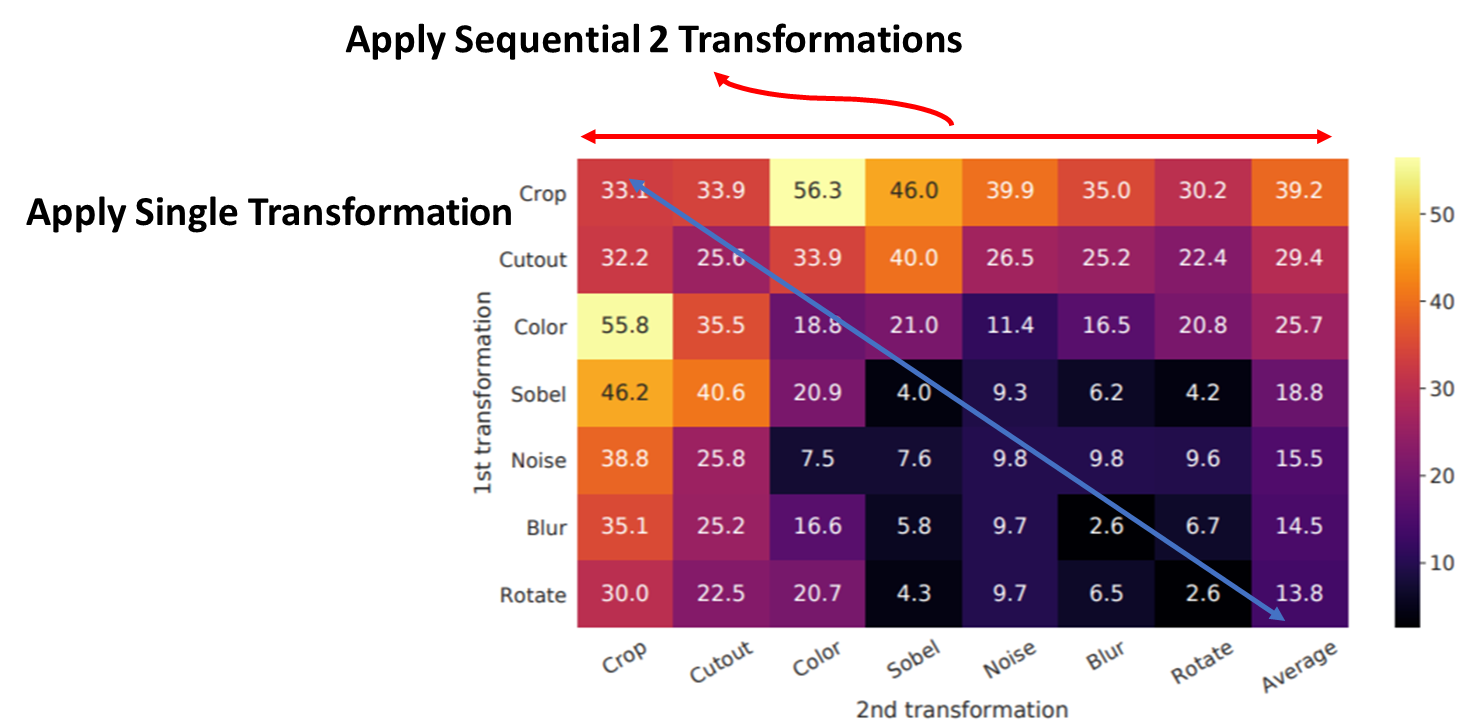 Apply Sequential 2 Transformations
Apply Single Transformation
1st transformation
Crop 33.1 33.9 56.3 46.0 39.9 35.0 30.2 39.2
Cutout 32.2 25.6 33.9 40.0 26.5 25.2 22.4 29.4
Color 55.8 35.5 18.8 21.0 11.4 16.5 20.8 25.7
Sobel 46.2 40.6 20.9 4.0 9.3 6.2 4.2 18.8
Noise 38.8 25.8 7.5 7.6 9.8 9.8 9.6 15.5
Blur 35.1 25.2 16.6 5.8 9.7 2.6 6.7 14.5
Rotate 30.0 22.5 20.7 4.3 9.7 6.5 2.6 13.8
Crop Cutout Color Sobel Noise Blur Rotate Average
2nd transformation
50
40
30
20
10